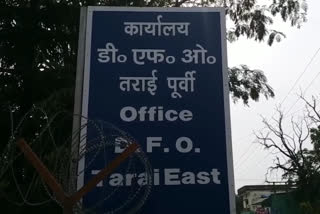 कार्यालय
डी० एफ० ओ०
तराई पूर्वी
Office
D. F. O.
Tarai East